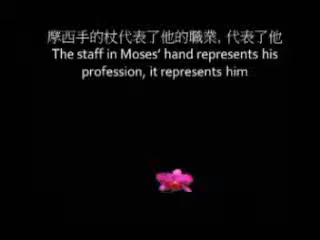 摩西手的杖代表了他的職業，代表了他
The staff in Moses' hand represents his
profession, it represents him